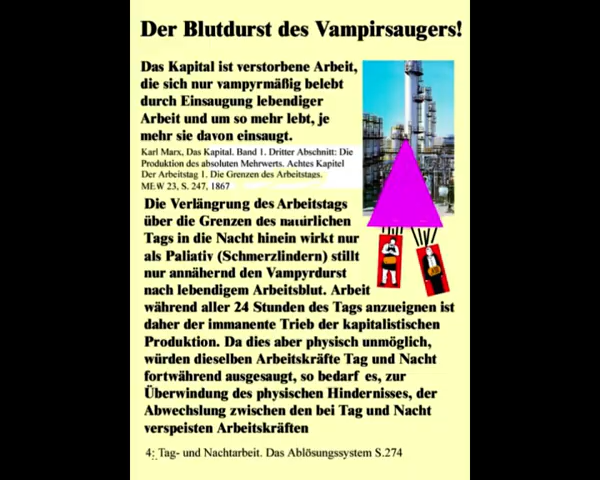 Der Blutdurst des Vampirsaugers!
Das Kapital ist verstorbene Arbeit,
die sich nur vampyrmäßig belebt
durch Einsaugung lebendiger
Arbeit und um so mehr lebt, je
mehr sie davon einsaugt.
Karl Marx, Das Kapital. Band 1. Dritter Abschnitt: Die
Produktion des absoluten Mehrwerts. Achtes Kapitel
Der Arbeitstag 1. Die Grenzen des Arbeitstags.
MEW 23, S. 247, 1867
Die Verlängrung des Arbeitstags
über die Grenzen des natürlichen
Tags in die Nacht hinein wirkt nur
als Paliativ (Schmerzlindern) stillt
nur annähernd den Vampyrdurst
nach lebendigem Arbeitsblut. Arbeit
während aller 24 Stunden des Tags anzueignen ist
daher der immanente Trieb der kapitalistischen
Produktion. Da dies aber physisch unmöglich,
würden dieselben Arbeitskräfte Tag und Nacht
fortwährend ausgesaugt, so bedarf es, zur
Überwindung des physischen Hindernisses, der
Abwechslung zwischen den bei Tag und Nacht
verspeisten Arbeitskräften
4: Tag- und Nachtarbeit. Das Ablösungssystem S.274